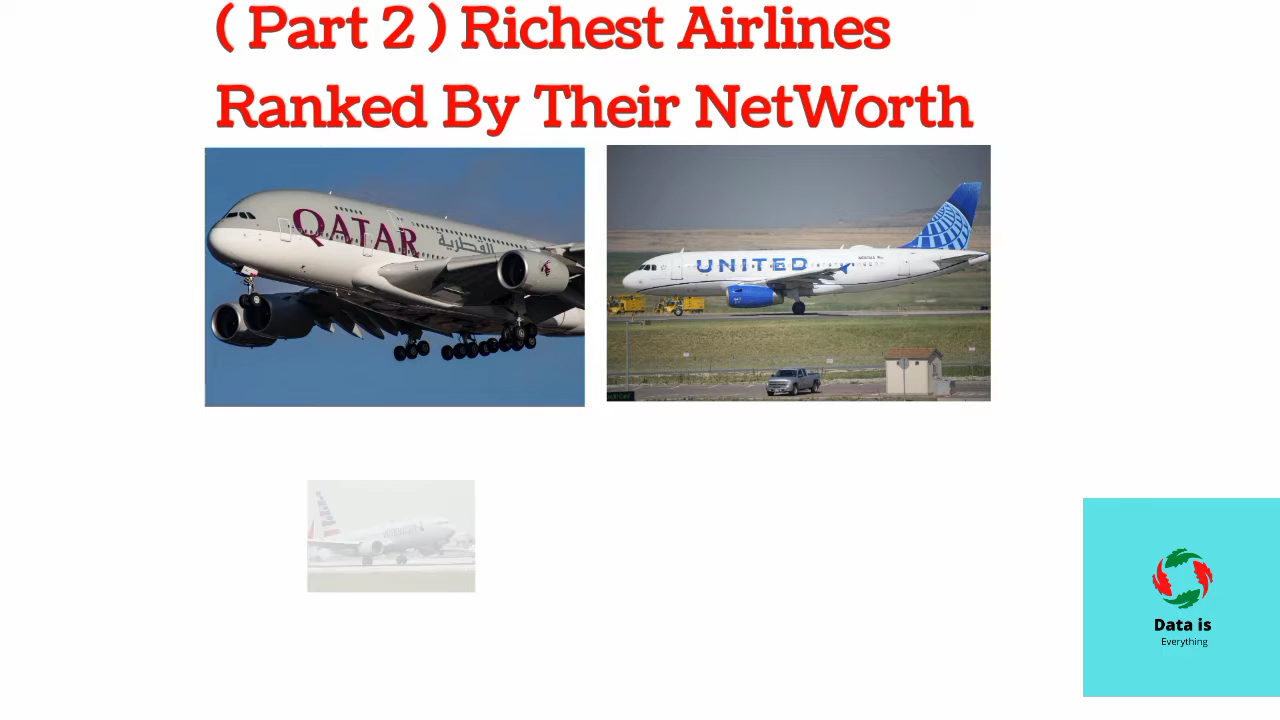 ( Part 2 ) Richest Airlines
Ranked By Their NetWorth
QATAR القطرية
UNITED
Data is
Everything